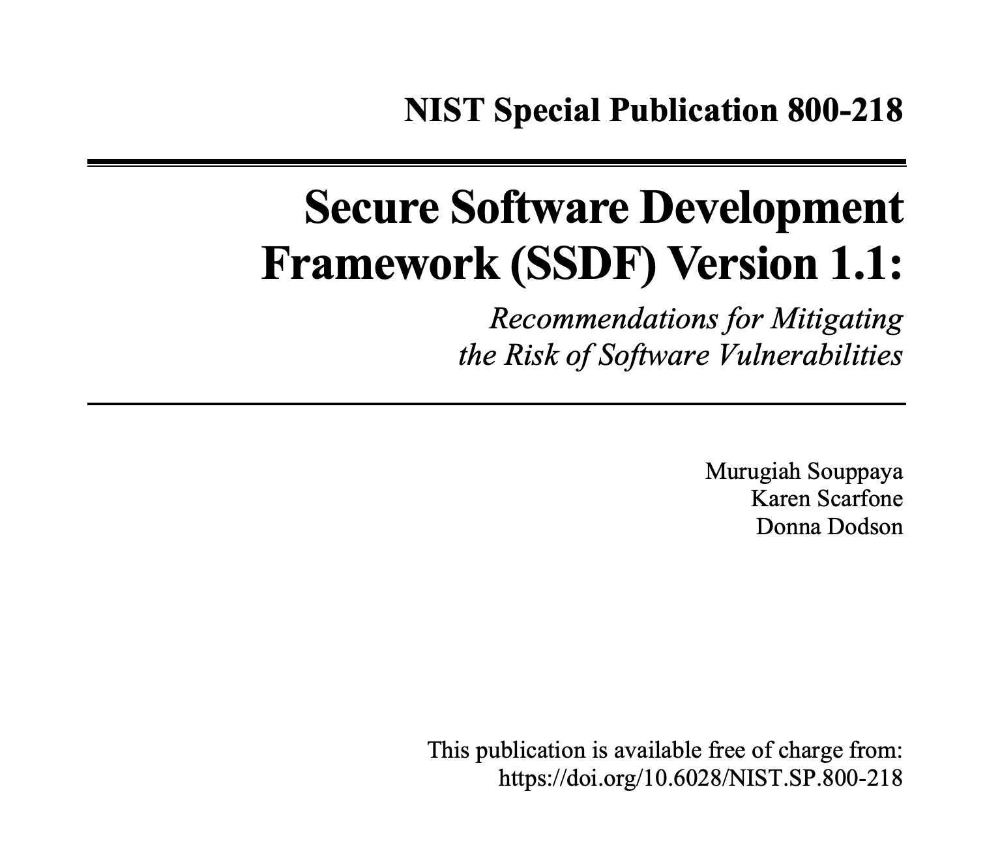 NIST Special Publication 800-218
Secure Software Development
Framework (SSDF) Version 1.1:
Recommendations for Mitigating
the Risk of Software Vulnerabilities
Murugiah Souppaya
Karen Scarfone
Donna Dodson
This publication is available free of charge from:
https://doi.org/10.6028/NIST.SP.800-218